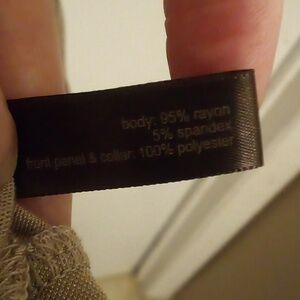 body: 95% rayon
5% spandex
front panel & collar: 100% polyester